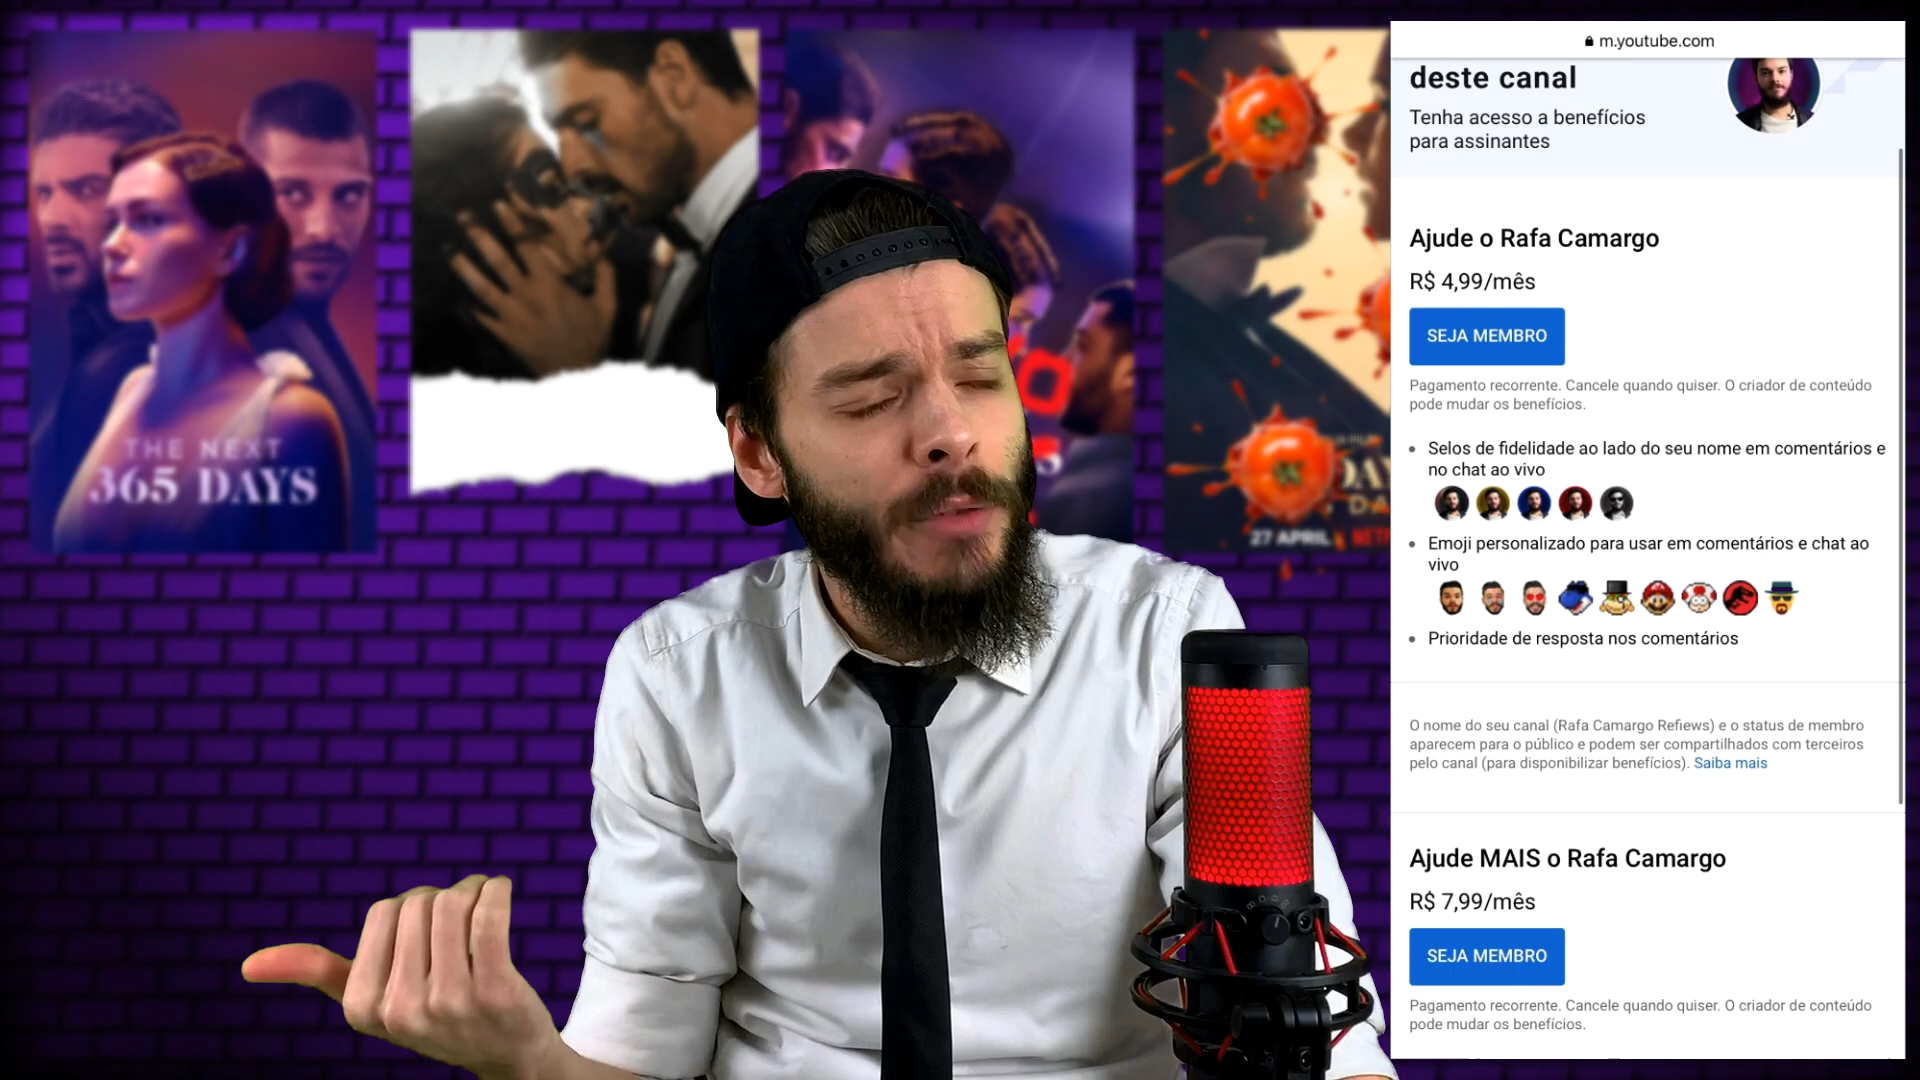 THE NEXT
365 DAYS
27 APRIL
m.youtube.com
deste canal
Tenha acesso a benefícios
para assinantes
Ajude o Rafa Camargo
R$ 4,99/mês
SEJA MEMBRO
Pagamento recorrente. Cancele quando quiser. O criador de conteúdo
pode mudar os benefícios.
Selos de fidelidade ao lado do seu nome em comentários e
no chat ao vivo
Emoji personalizado para usar em comentários e chat ao
vivo
Prioridade de resposta nos comentários
O nome do seu canal (Rafa Camargo Refiews) e o status de membro
aparecem para o público e podem ser compartilhados com terceiros
pelo canal (para disponibilizar benefícios). Saiba mais
Ajude MAIS o Rafa Camargo
R$ 7,99/mês
SEJA MEMBRO
Pagamento recorrente. Cancele quando quiser. O criador de conteúdo
pode mudar os benefícios.